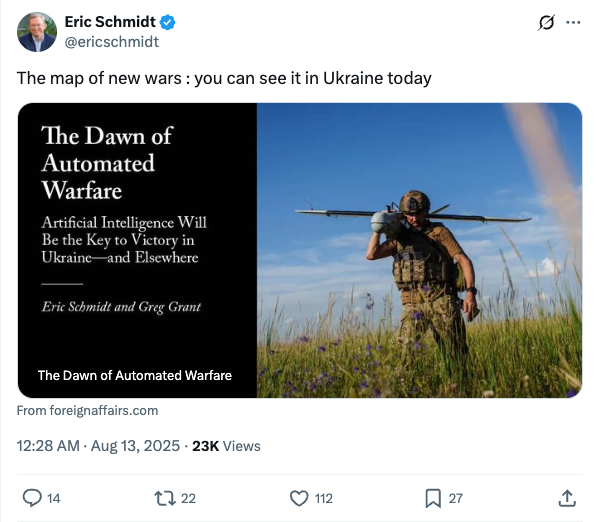 Eric Schmidt
@ericschmidt
The map of new wars : you can see it in Ukraine today
The Dawn of
Automated
Warfare
Artificial Intelligence Will
Be the Key to Victory in
Ukraine—and Elsewhere
Eric Schmidt and Greg Grant
The Dawn of Automated Warfare
From foreignaffairs.com
12:28 AM · Aug 13, 2025 · 23K Views
14 22 112 27